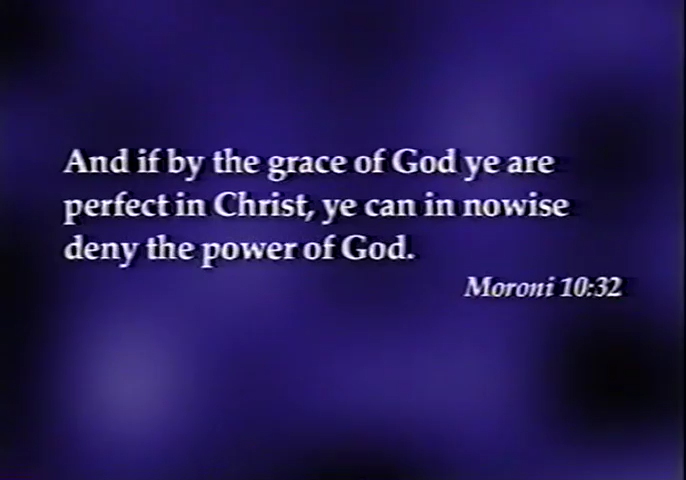 And if by the grace of God ye are
perfect in Christ, ye can in nowise
deny the power of God.
Moroni 10:32